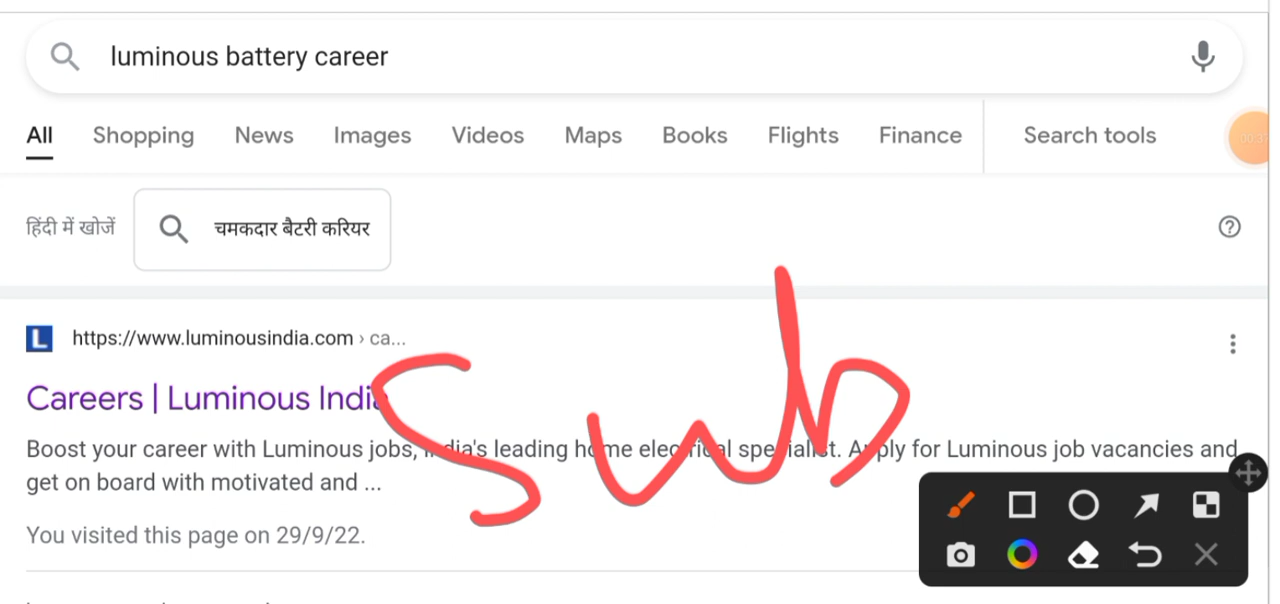 luminous battery career
All Shopping News Images Videos Maps Books Flights Finance Search tools
हिंदी में खोजें चमकदार बैटरी करियर
L https://www.luminousindia.com › ca...
Careers | Luminous India
Sub
Boost your career with Luminous jobs, India's leading home electrical specialist. Apply for Luminous job vacancies and
get on board with motivated and ...
You visited this page on 29/9/22.